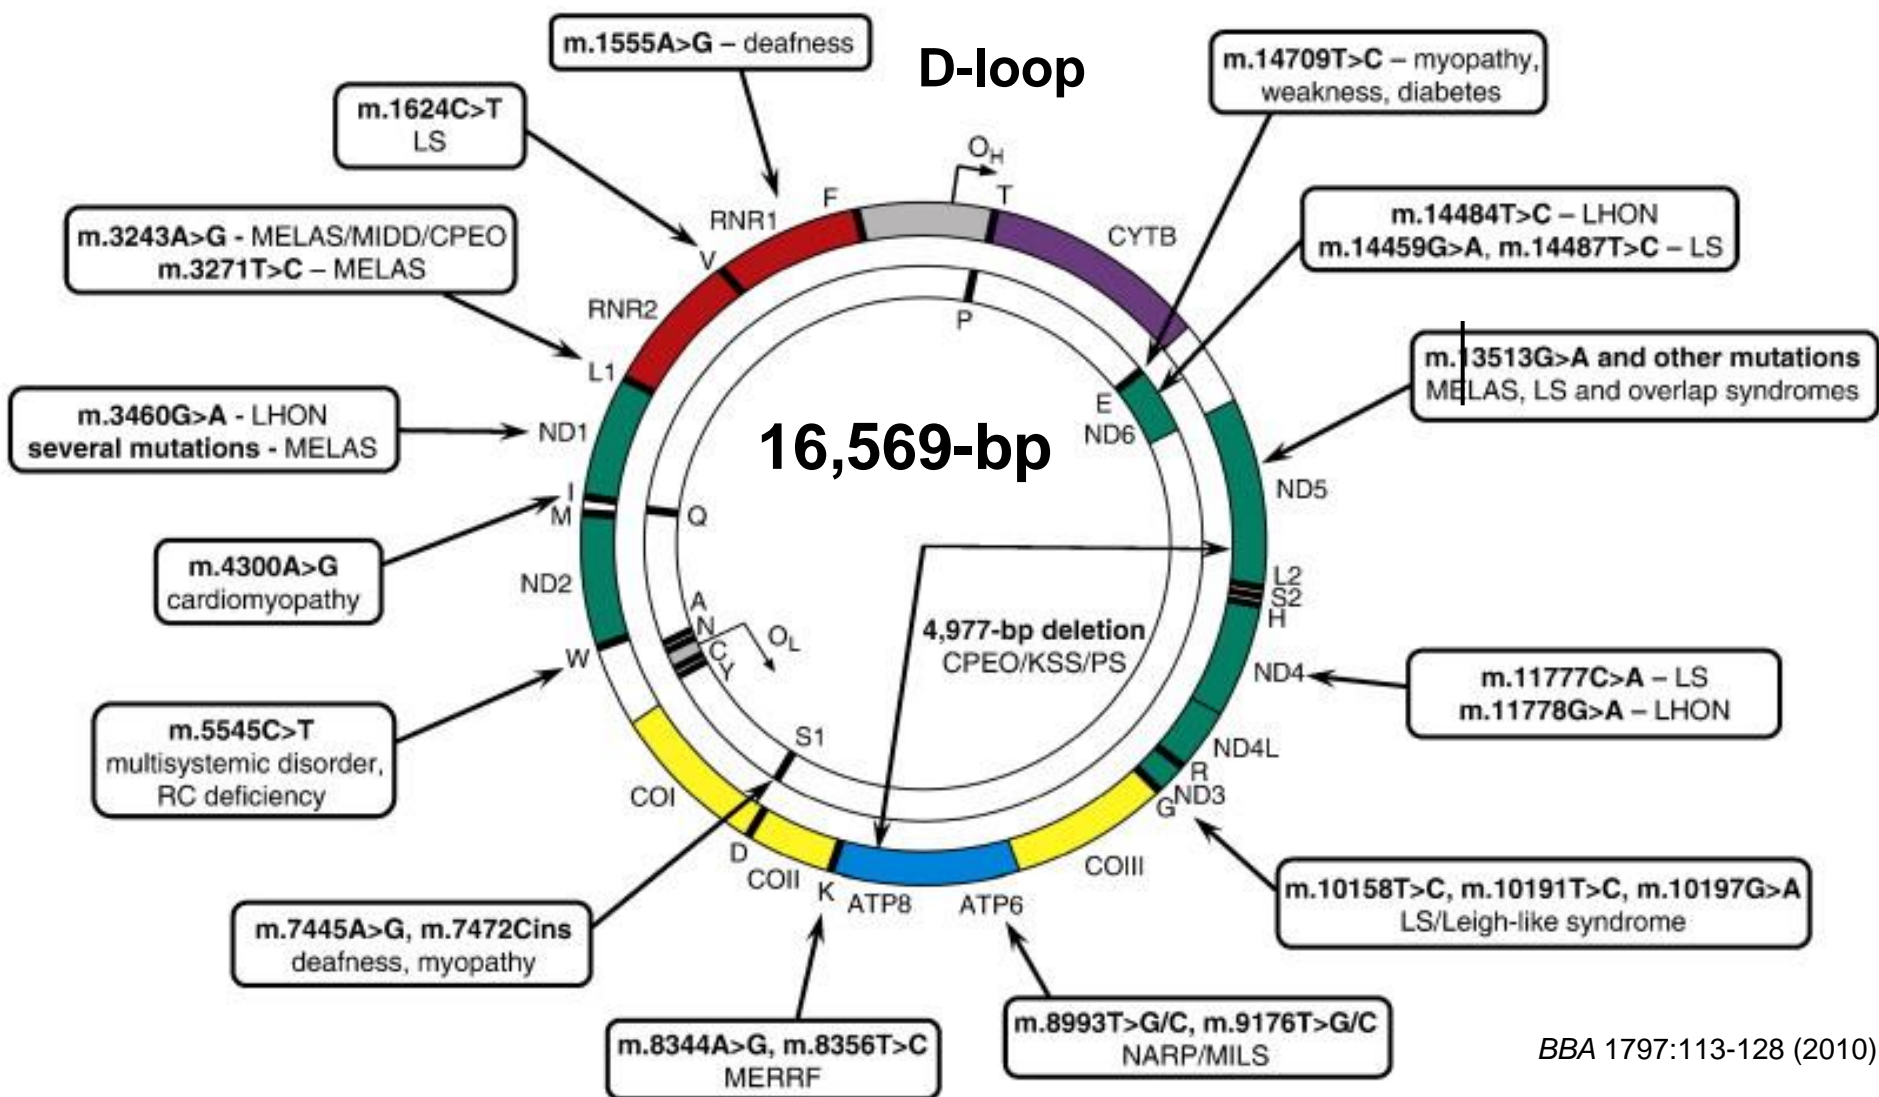 m.1555A>G – deafness
D-loop
m.14709T>C – myopathy,
weakness, diabetes
m.1624C>T
LS
O_H
F
T
RNR1
CYTB
m.14484T>C – LHON
m.14459G>A, m.14487T>C – LS
m.3243A>G - MELAS/MIDD/CPEO
m.3271T>C – MELAS
V
RNR2
P
m.13513G>A and other mutations
MELAS, LS and overlap syndromes
L1
E
ND6
m.3460G>A - LHON
several mutations - MELAS
ND1
16,569-bp
ND5
I
M
Q
m.4300A>G
cardiomyopathy
ND2
L2
S2
H
A
N
C
Y
O_L
4,977-bp deletion
CPEO/KSS/PS
W
ND4
m.11777C>A – LS
m.11778G>A – LHON
m.5545C>T
multisystemic disorder,
RC deficiency
S1
ND4L
R
ND3
G
COI
D
COII
K
ATP8
ATP6
COIII
m.10158T>C, m.10191T>C, m.10197G>A
LS/Leigh-like syndrome
m.7445A>G, m.7472Cins
deafness, myopathy
m.8344A>G, m.8356T>C
MERRF
m.8993T>G/C, m.9176T>G/C
NARP/MILS
BBA 1797:113-128 (2010)